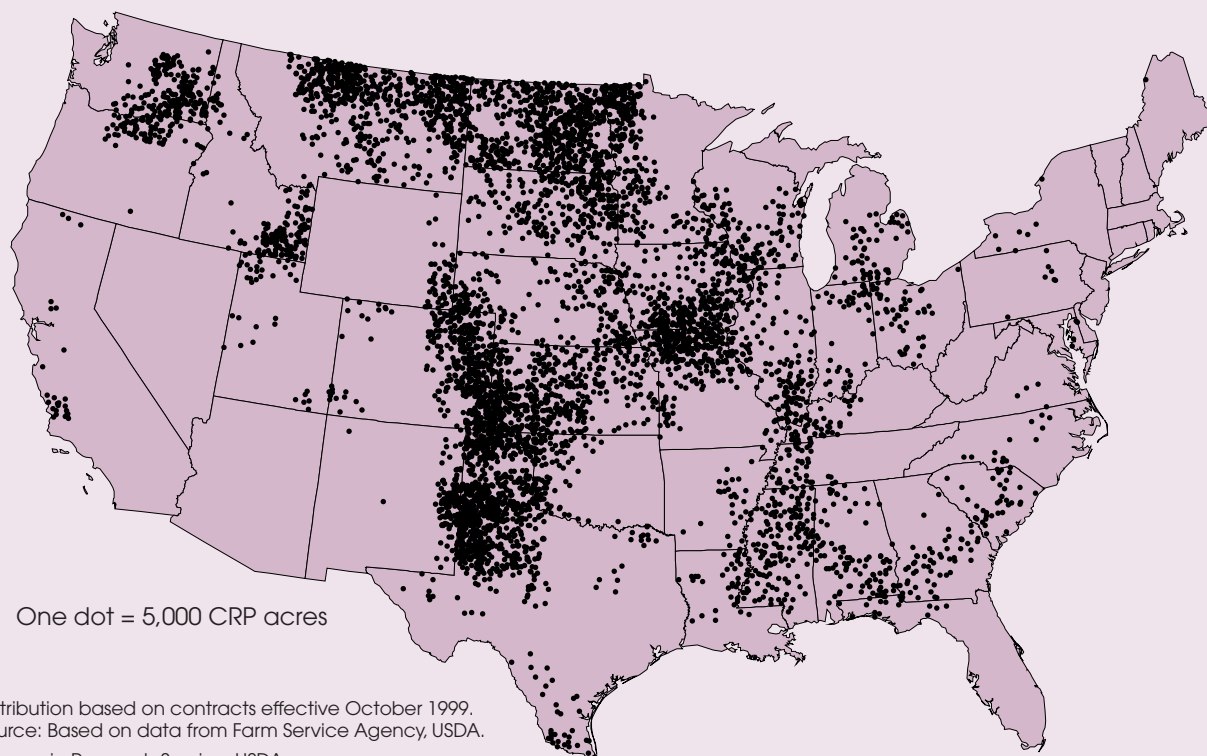 One dot = 5,000 CRP acres
tribution based on contracts effective October 1999.
urce: Based on data from Farm Service Agency, USDA.